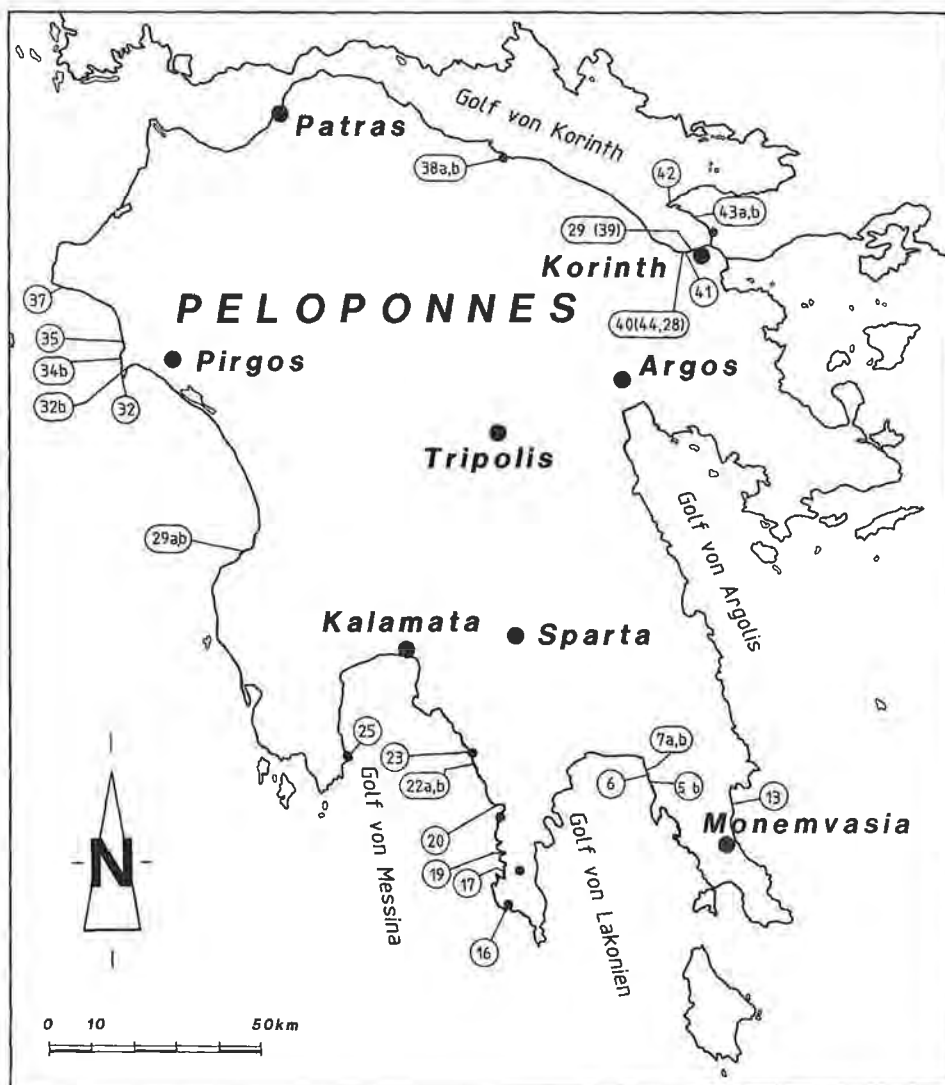 Golf von Korinth
Patras
38a,b
42
43a,b
29 (39)
Korinth
41
37
PELOPONNES
40(44,28)
35
34b
Pirgos
Argos
32b
32
Tripolis
Golf von Argolis
29a,b
Kalamata
Sparta
25
23
22a,b
7a,b
6
5 b
13
Golf von Messina
20
Monemvasia
19
17
Golf von Lakonien
16
N
0 10 50km